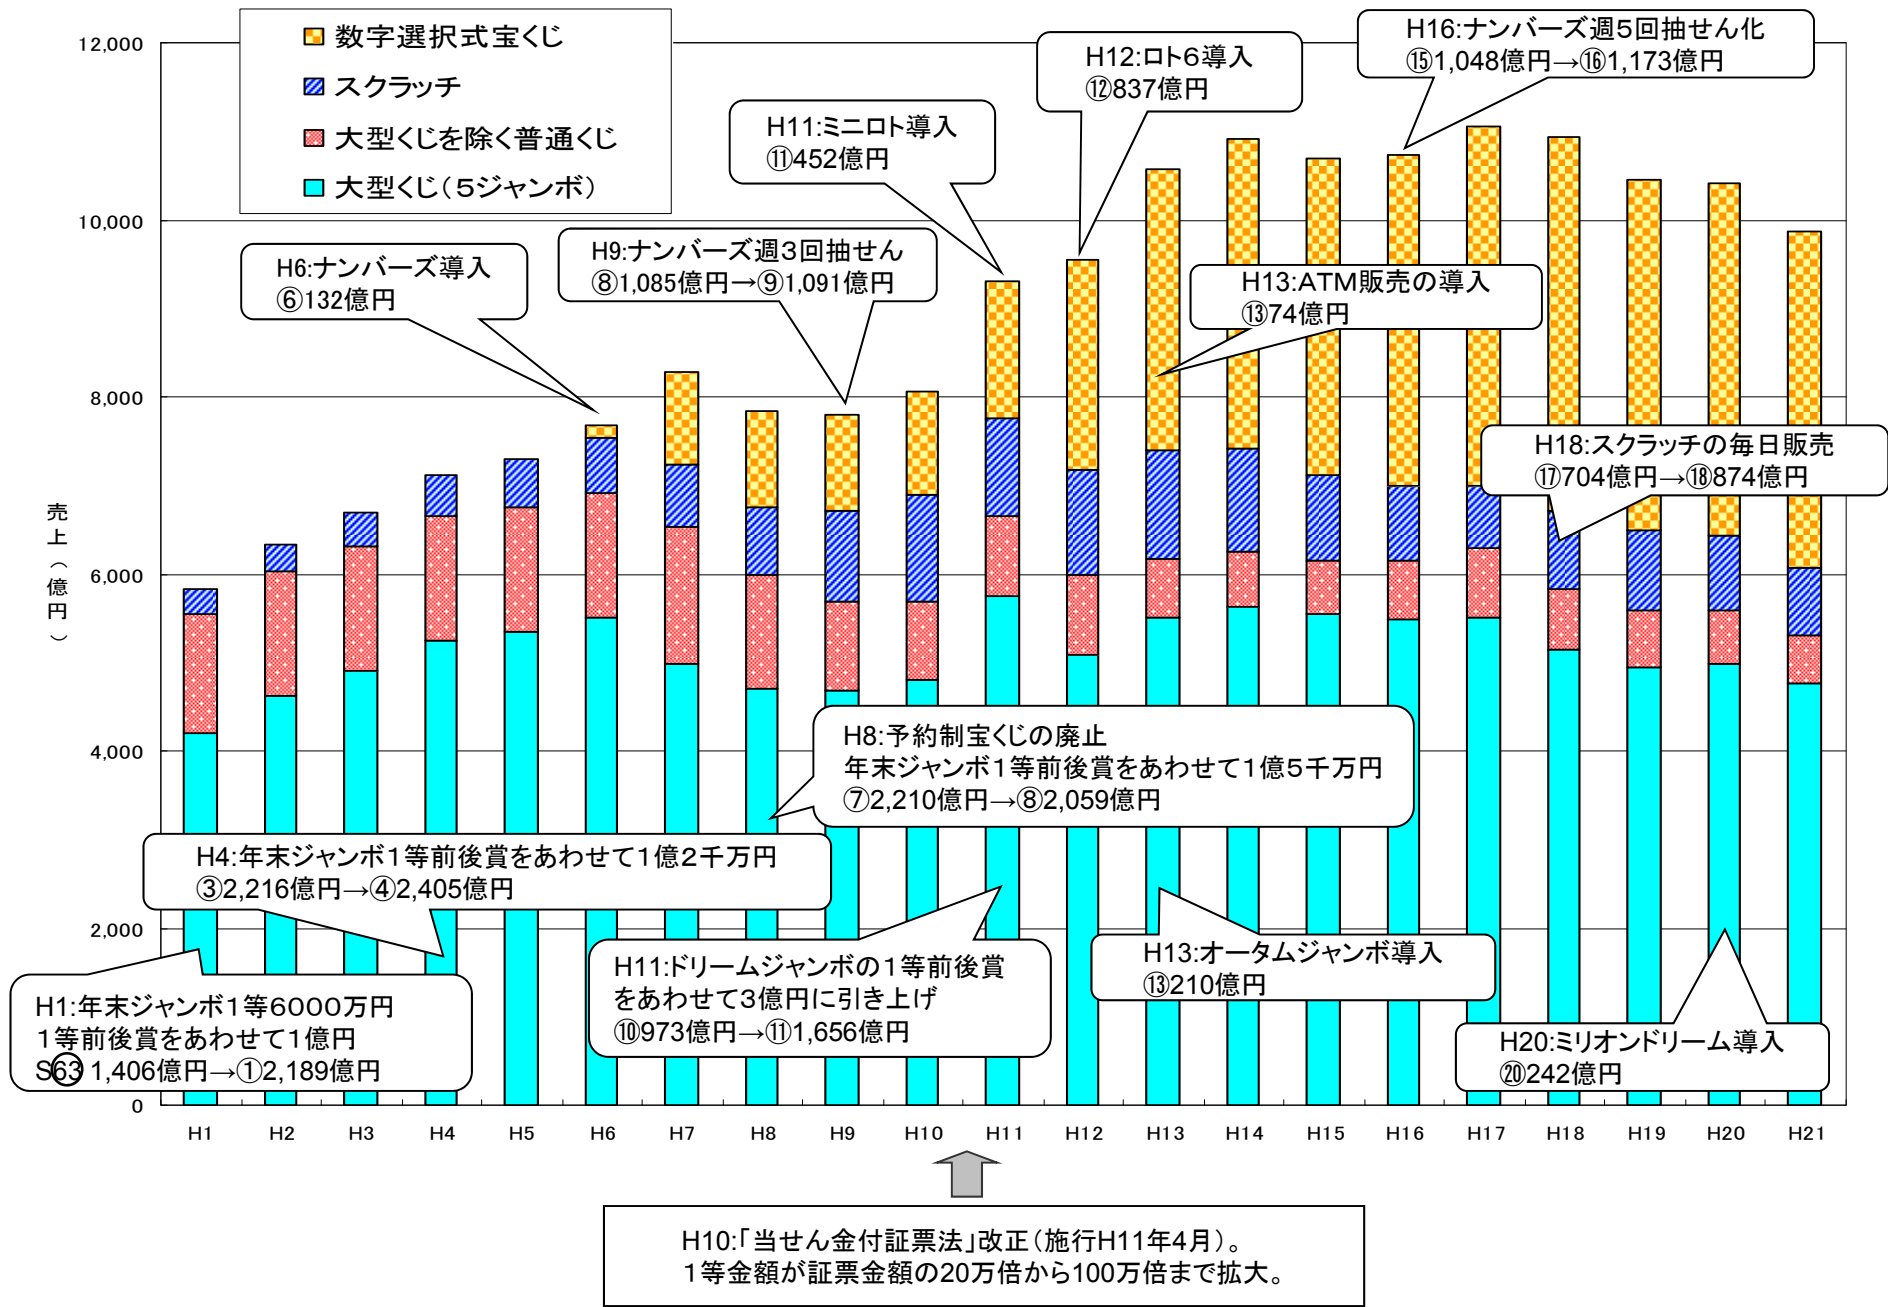 数字選択式宝くじ
スクラッチ
大型くじを除く普通くじ
大型くじ（５ジャンボ）
H12:ロト６導入
⑫837億円
H16:ナンバーズ週５回抽せん化
⑮1,048億円→⑯1,173億円
H11:ミニロト導入
⑪452億円
H6:ナンバーズ導入
⑥132億円
H9:ナンバーズ週３回抽せん
⑧1,085億円→⑨1,091億円
H13:ＡＴＭ販売の導入
⑬74億円
H18:スクラッチの毎日販売
⑰704億円→⑱874億円
H8:予約制宝くじの廃止
年末ジャンボ１等前後賞をあわせて１億５千万円
⑦2,210億円→⑧2,059億円
H4:年末ジャンボ１等前後賞をあわせて１億２千万円
③2,216億円→④2,405億円
H1:年末ジャンボ１等６０００万円
１等前後賞をあわせて１億円
S63 1,406億円→①2,189億円
H11:ドリームジャンボの１等前後賞
をあわせて３億円に引き上げ
⑩973億円→⑪1,656億円
H13:オータムジャンボ導入
⑬210億円
H20:ミリオンドリーム導入
⑳242億円
売上（億円）
12,000
10,000
8,000
6,000
4,000
2,000
0
H1 H2 H3 H4 H5 H6 H7 H8 H9 H10 H11 H12 H13 H14 H15 H16 H17 H18 H19 H20 H21
H10:「当せん金付証票法」改正（施行H11年4月）。
１等金額が証票金額の20万倍から100万倍まで拡大。